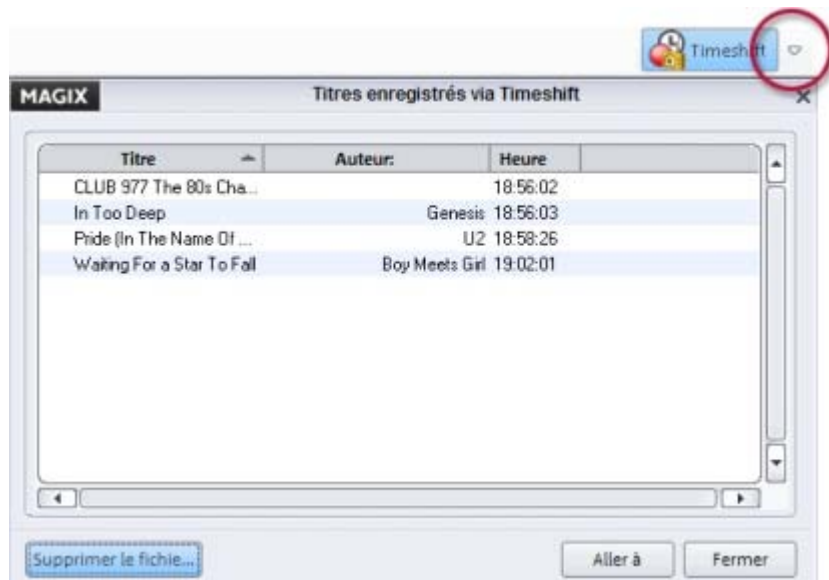 Timeshift
MAGIX Titres enregistrés via Timeshift
Titre Auteur: Heure
CLUB 977 The 80s Cha... 18:56:02
In Too Deep Genesis 18:56:03
Pride (In The Name Of ... U2 18:58:26
Waiting For a Star To Fall Boy Meets Girl 19:02:01
Supprimer le fichie... Aller à Fermer